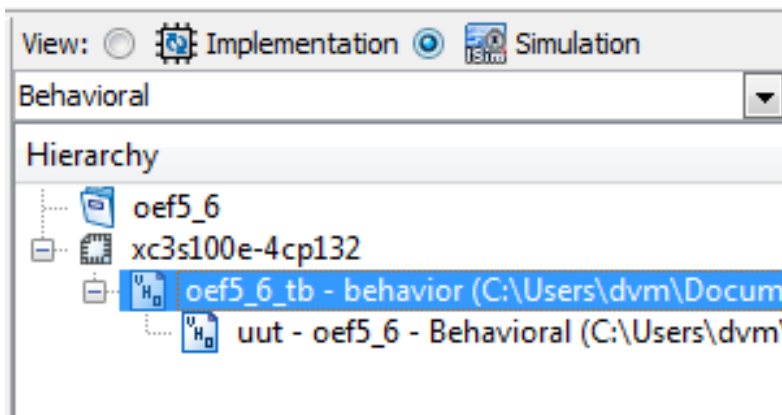 View: Implementation Simulation
Behavioral
Hierarchy
oef5_6
xc3s100e-4cp132
oef5_6_tb - behavior (C:\Users\dvm\Docum
uut - oef5_6 - Behavioral (C:\Users\dvm\